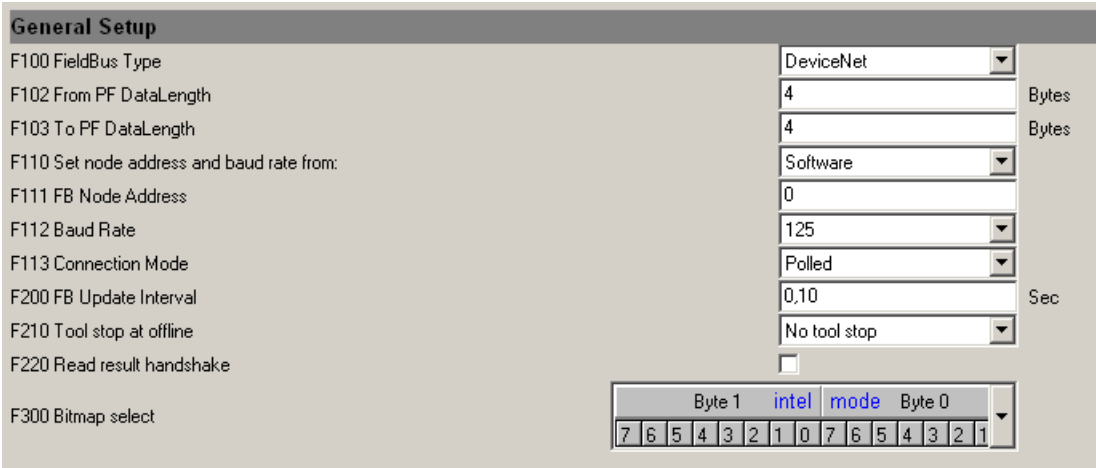 General Setup
F100 FieldBus Type DeviceNet
F102 From PF DataLength 4 Bytes
F103 To PF DataLength 4 Bytes
F110 Set node address and baud rate from: Software
F111 FB Node Address 0
F112 Baud Rate 125
F113 Connection Mode Polled
F200 FB Update Interval 0,10 Sec
F210 Tool stop at offline No tool stop
F220 Read result handshake
F300 Bitmap select Byte 1 intel mode Byte 0
7 6 5 4 3 2 1 0 7 6 5 4 3 2 1